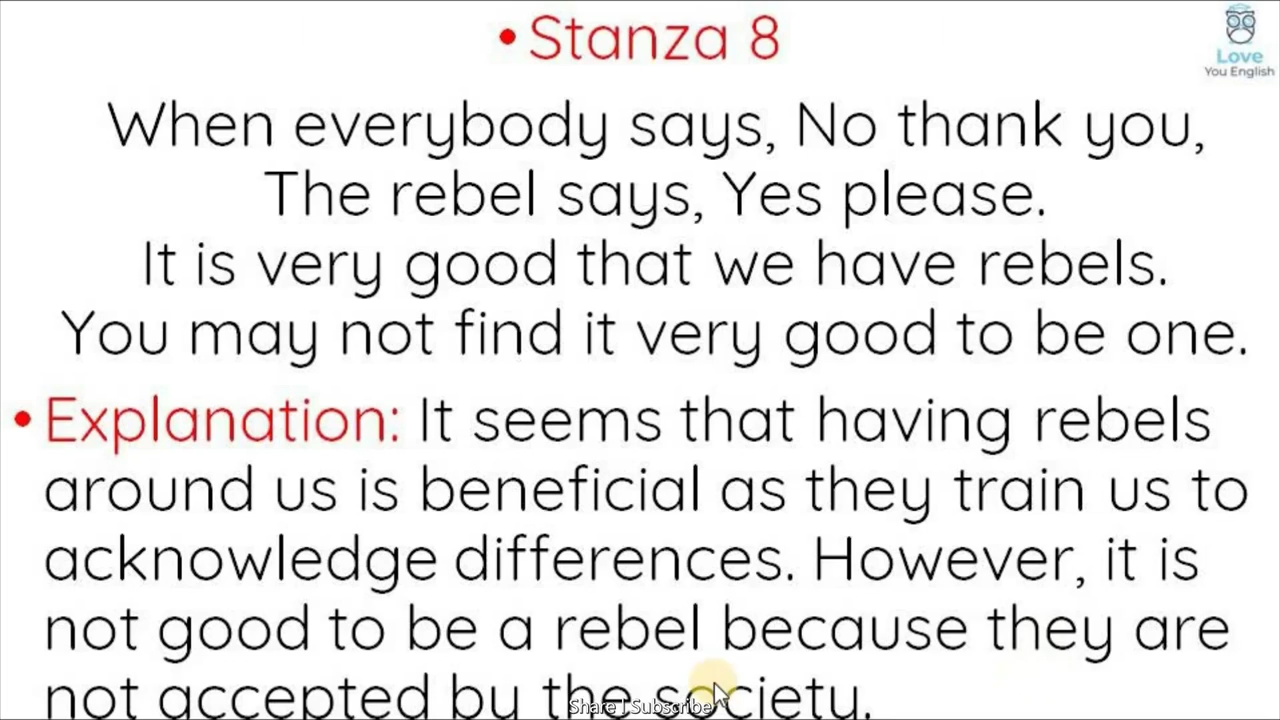 • Stanza 8
Love
You English
When everybody says, No thank you,
The rebel says, Yes please.
It is very good that we have rebels.
You may not find it very good to be one.
• Explanation: It seems that having rebels
around us is beneficial as they train us to
acknowledge differences. However, it is
not good to be a rebel because they are
not accepted by the society.
Share | Subscribe